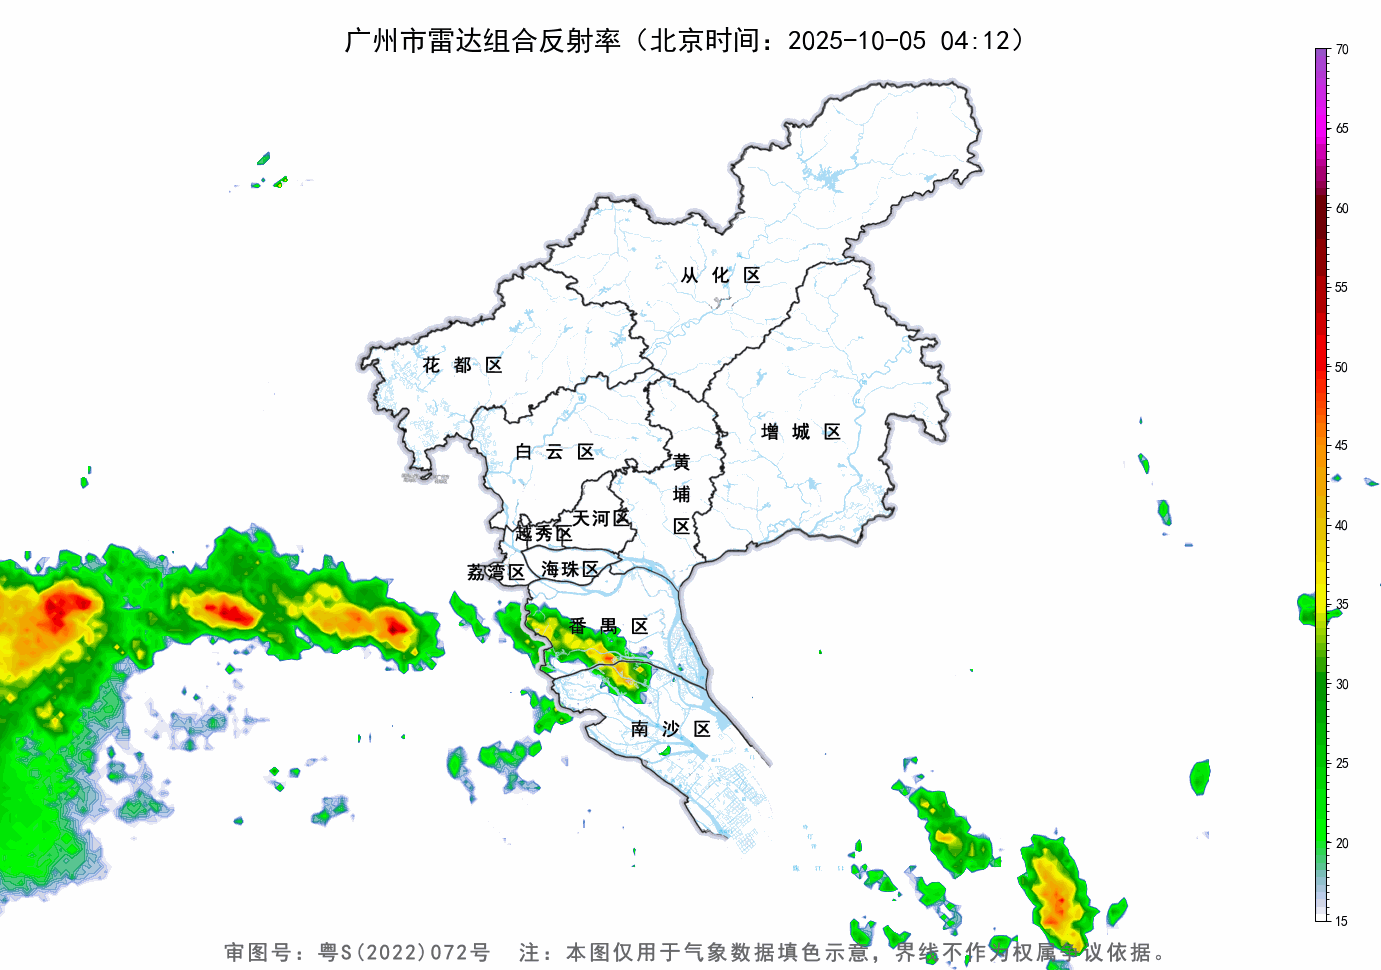 广州市雷达组合反射率（北京时间：2025-10-05 04:12）
70
65
60
55
50
45
40
35
30
25
20
15
从化区
花都区
增城区
白云区
黄埔区
天河区
越秀区
海珠区
荔湾区
番禺区
南沙区
审图号：粤S(2022)072号 注：本图仅用于气象数据填色示意，界线不作为权属争议依据。